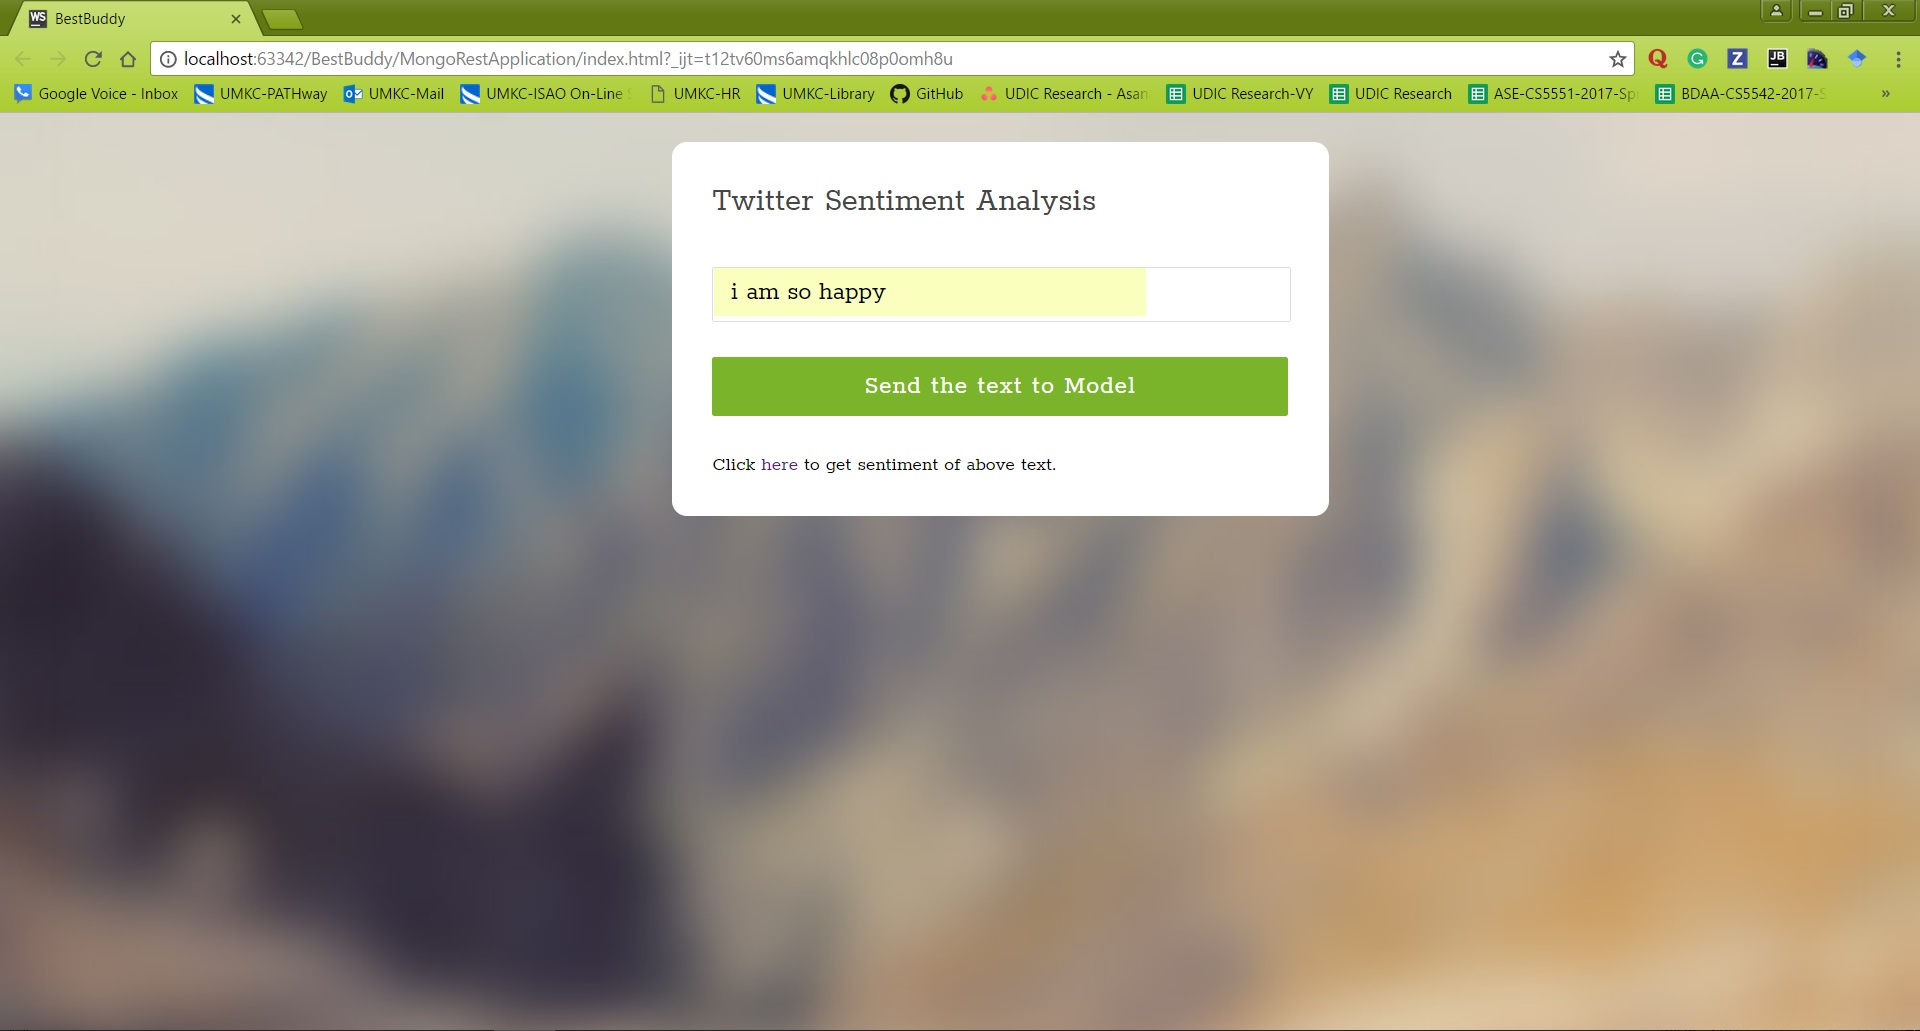 WS BestBuddy
localhost:63342/BestBuddy/MongoRestApplication/index.html?_ijt=t12tv60ms6amqkhlc08p0omh8u
Q G Z JB
Google Voice - Inbox UMKC-PATHway UMKC-Mail UMKC-ISAO On-Line UMKC-HR UMKC-Library GitHub UDIC Research - Asan UDIC Research-VY UDIC Research ASE-CS5551-2017-Sp BDAA-CS5542-2017-S »
Twitter Sentiment Analysis
i am so happy
Send the text to Model
Click here to get sentiment of above text.